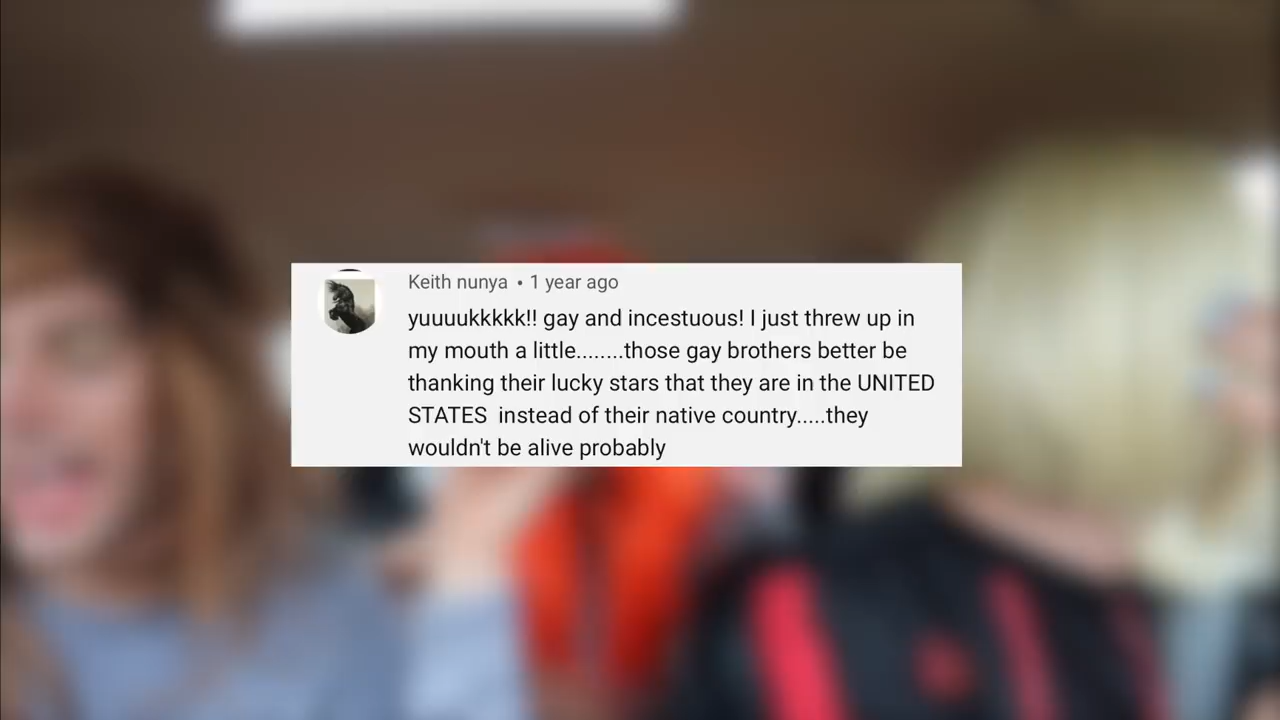 Keith nunya • 1 year ago
yuuuukkkkk!! gay and incestuous! I just threw up in
my mouth a little........those gay brothers better be
thanking their lucky stars that they are in the UNITED
STATES  instead of their native country.....they
wouldn't be alive probably